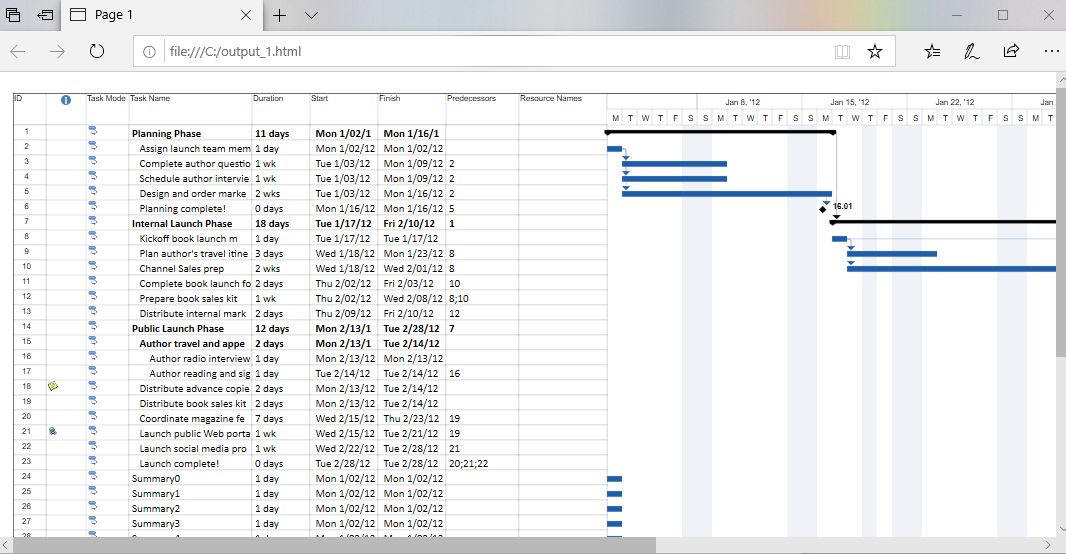 Page 1
file:///C:/output_1.html
ID Task Mode Task Name Duration Start Finish Predecessors Resource Names
Jan 8, '12 Jan 15, '12 Jan 22, '12 Jan
M T W T F S S M T W T F S S M T W T F S S M T W T F S S M T
1 Planning Phase 11 days Mon 1/02/1 Mon 1/16/1
2 Assign launch team mem 1 day Mon 1/02/12 Mon 1/02/12
3 Complete author questio 1 wk Tue 1/03/12 Mon 1/09/12 2
4 Schedule author intervie 1 wk Tue 1/03/12 Mon 1/09/12 2
5 Design and order marke 2 wks Tue 1/03/12 Mon 1/16/12 2
6 Planning complete! 0 days Mon 1/16/12 Mon 1/16/12 5 16.01
7 Internal Launch Phase 18 days Tue 1/17/12 Fri 2/10/12 1
8 Kickoff book launch m 1 day Tue 1/17/12 Tue 1/17/12
9 Plan author's travel itine 3 days Wed 1/18/12 Mon 1/23/12 8
10 Channel Sales prep 2 wks Wed 1/18/12 Wed 2/01/12 8
11 Complete book launch fo 2 days Thu 2/02/12 Fri 2/03/12 10
12 Prepare book sales kit 1 wk Thu 2/02/12 Wed 2/08/12 8;10
13 Distribute internal mark 2 days Thu 2/09/12 Fri 2/10/12 12
14 Public Launch Phase 12 days Mon 2/13/1 Tue 2/28/12 7
15 Author travel and appe 2 days Mon 2/13/1 Tue 2/14/12
16 Author radio interview 1 day Mon 2/13/12 Mon 2/13/12
17 Author reading and sig 1 day Tue 2/14/12 Tue 2/14/12 16
18 Distribute advance copie 2 days Mon 2/13/12 Tue 2/14/12
19 Distribute book sales kit 2 days Mon 2/13/12 Tue 2/14/12
20 Coordinate magazine fe 7 days Wed 2/15/12 Thu 2/23/12 19
21 Launch public Web porta 1 wk Wed 2/15/12 Tue 2/21/12 19
22 Launch social media pro 1 wk Wed 2/22/12 Tue 2/28/12 21
23 Launch complete! 0 days Tue 2/28/12 Tue 2/28/12 20;21;22
24 Summary0 1 day Mon 1/02/12 Mon 1/02/12
25 Summary1 1 day Mon 1/02/12 Mon 1/02/12
26 Summary2 1 day Mon 1/02/12 Mon 1/02/12
27 Summary3 1 day Mon 1/02/12 Mon 1/02/12